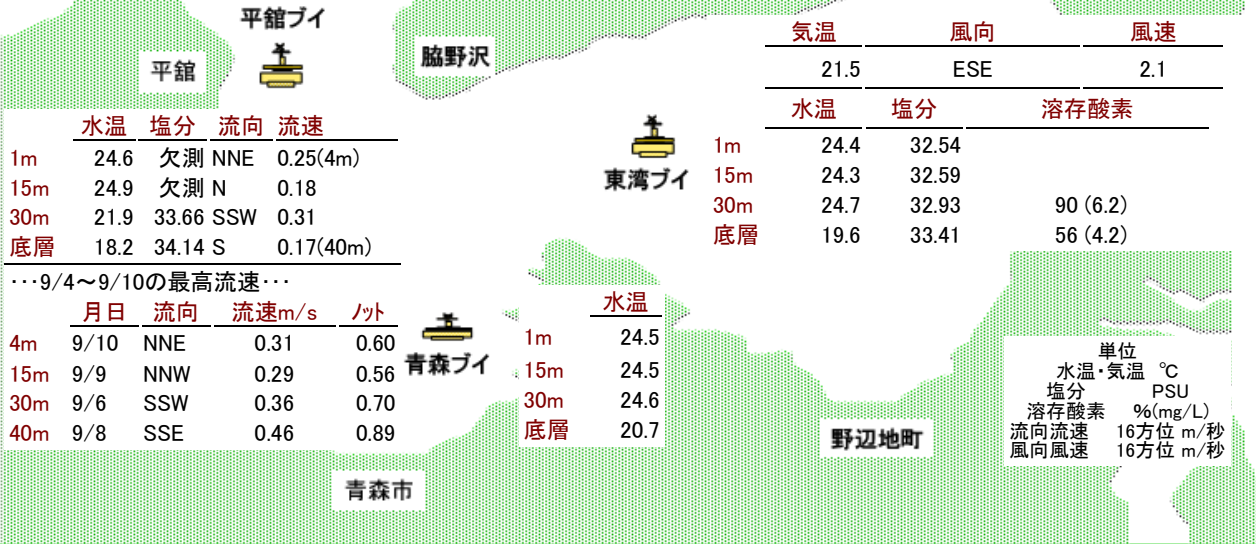 平舘ブイ
平舘
脇野沢
水温 塩分 流向 流速
1m 24.6 欠測 NNE 0.25(4m)
15m 24.9 欠測 N 0.18
30m 21.9 33.66 SSW 0.31
底層 18.2 34.14 S 0.17(40m)
･･･9/4～9/10の最高流速･･･
月日 流向 流速m/s ﾉｯﾄ
4m 9/10 NNE 0.31 0.60
15m 9/9 NNW 0.29 0.56
30m 9/6 SSW 0.36 0.70
40m 9/8 SSE 0.46 0.89
気温 風向 風速
21.5 ESE 2.1
水温 塩分 溶存酸素
1m 24.4 32.54
15m 24.3 32.59
30m 24.7 32.93 90 (6.2)
底層 19.6 33.41 56 (4.2)
東湾ブイ
青森ブイ
水温
1m 24.5
15m 24.5
30m 24.6
底層 20.7
単位
水温･気温 ℃
塩分 PSU
溶存酸素 %(mg/L)
流向流速 16方位 m/秒
風向風速 16方位 m/秒
野辺地町
青森市